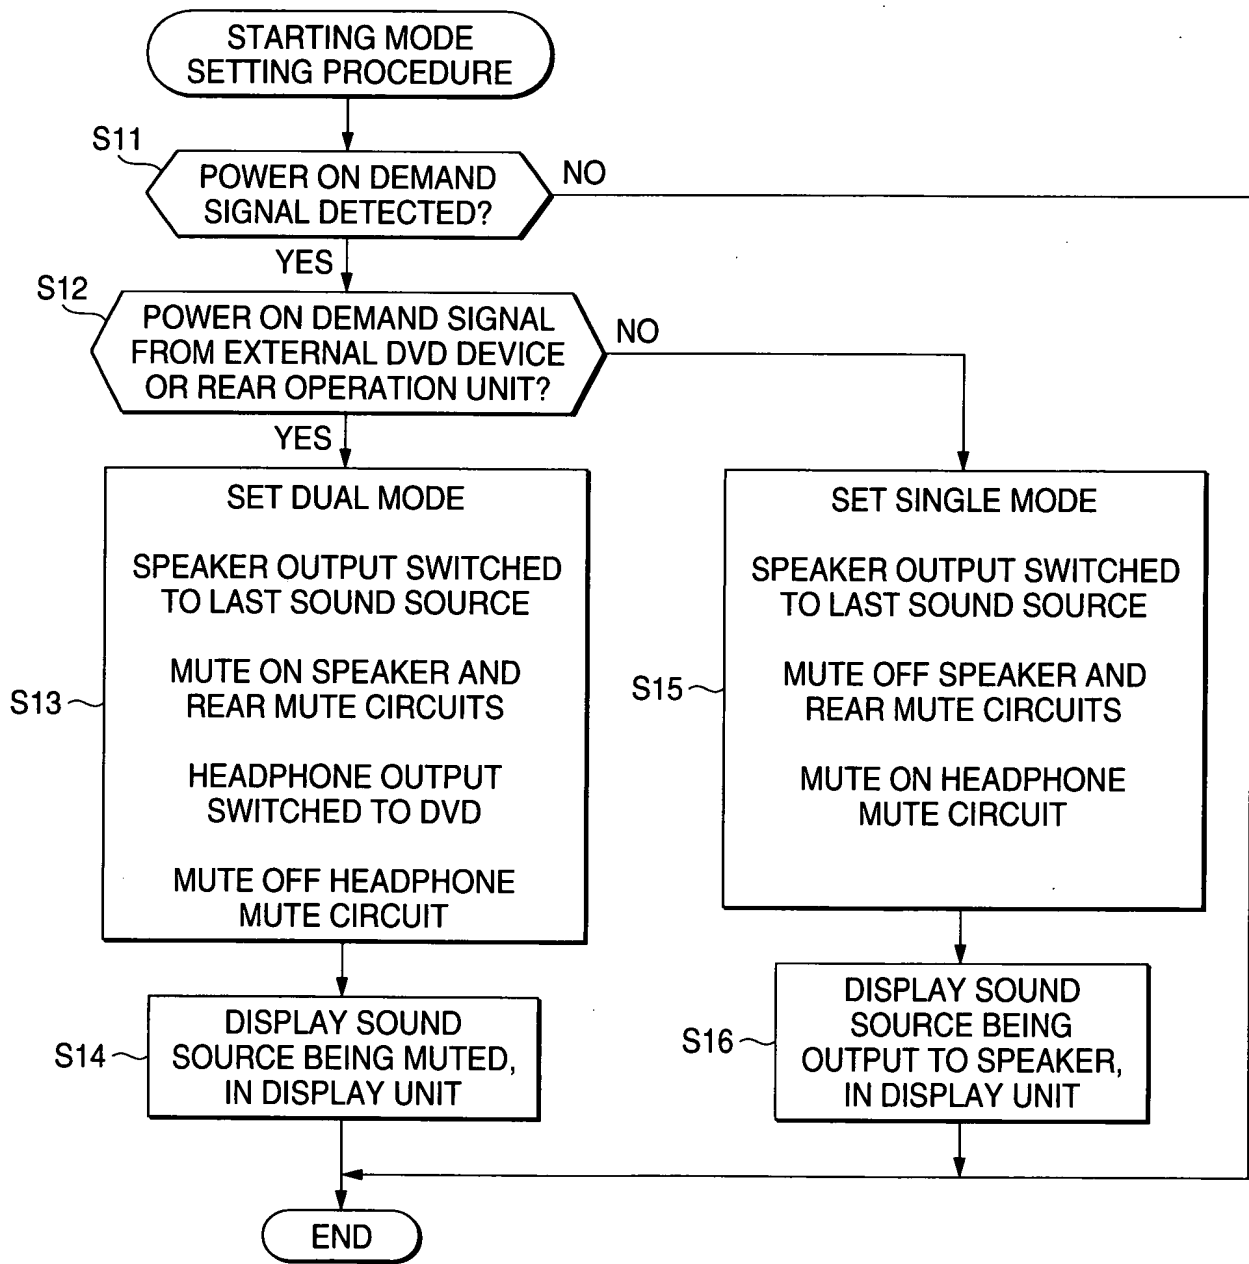 STARTING MODE
SETTING PROCEDURE
S11
POWER ON DEMAND
SIGNAL DETECTED?
NO
YES
S12
POWER ON DEMAND SIGNAL
FROM EXTERNAL DVD DEVICE
OR REAR OPERATION UNIT?
NO
YES
S13
SET DUAL MODE
SPEAKER OUTPUT SWITCHED
TO LAST SOUND SOURCE
MUTE ON SPEAKER AND
REAR MUTE CIRCUITS
HEADPHONE OUTPUT
SWITCHED TO DVD
MUTE OFF HEADPHONE
MUTE CIRCUIT
S15
SET SINGLE MODE
SPEAKER OUTPUT SWITCHED
TO LAST SOUND SOURCE
MUTE OFF SPEAKER AND
REAR MUTE CIRCUITS
MUTE ON HEADPHONE
MUTE CIRCUIT
S14
DISPLAY SOUND
SOURCE BEING MUTED,
IN DISPLAY UNIT
S16
DISPLAY SOUND
SOURCE BEING
OUTPUT TO SPEAKER,
IN DISPLAY UNIT
END